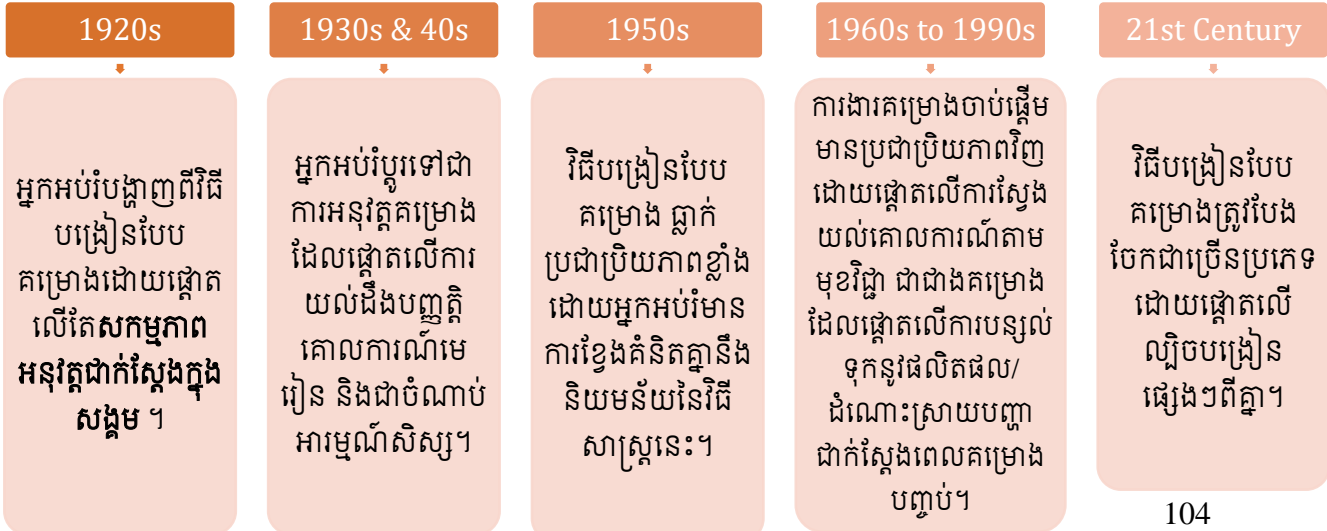 1920s
អ្នកអប់រំបង្ហាញពីវិធី
បង្រៀនបែប
គម្រោងដោយផ្តោត
លើតែសកម្មភាព
អនុវត្តជាក់ស្តែងក្នុង
សង្គម ។
1930s & 40s
អ្នកអប់រំប្តូរទៅជា
ការអនុវត្តគម្រោង
ដែលផ្តោតលើការ
យល់ដឹងបញ្ញត្តិ
គោលការណ៍មេ
រៀន និងជាចំណាប់
អារម្មណ៍សិស្ស។
1950s
វិធីបង្រៀនបែប
គម្រោង ធ្លាក់
ប្រជាប្រិយភាពខ្លាំង
ដោយអ្នកអប់រំមាន
ការខ្វែងគំនិតគ្នានឹង
និយមន័យនៃវិធី
សាស្ត្រនេះ។
1960s to 1990s
ការងារគម្រោងចាប់ផ្តើម
មានប្រជាប្រិយភាពវិញ
ដោយផ្តោតលើការស្វែង
យល់គោលការណ៍តាម
មុខវិជ្ជា ជាជាងគម្រោង
ដែលផ្តោតលើការបន្សល់
ទុកនូវផលិតផល/
ដំណោះស្រាយបញ្ហា
ជាក់ស្តែងពេលគម្រោង
បញ្ចប់។
21st Century
វិធីបង្រៀនបែប
គម្រោងត្រូវបែង
ចែកជាច្រើនប្រភេទ
ដោយផ្តោតលើ
ល្បិចបង្រៀន
ផ្សេងៗពីគ្នា។
104